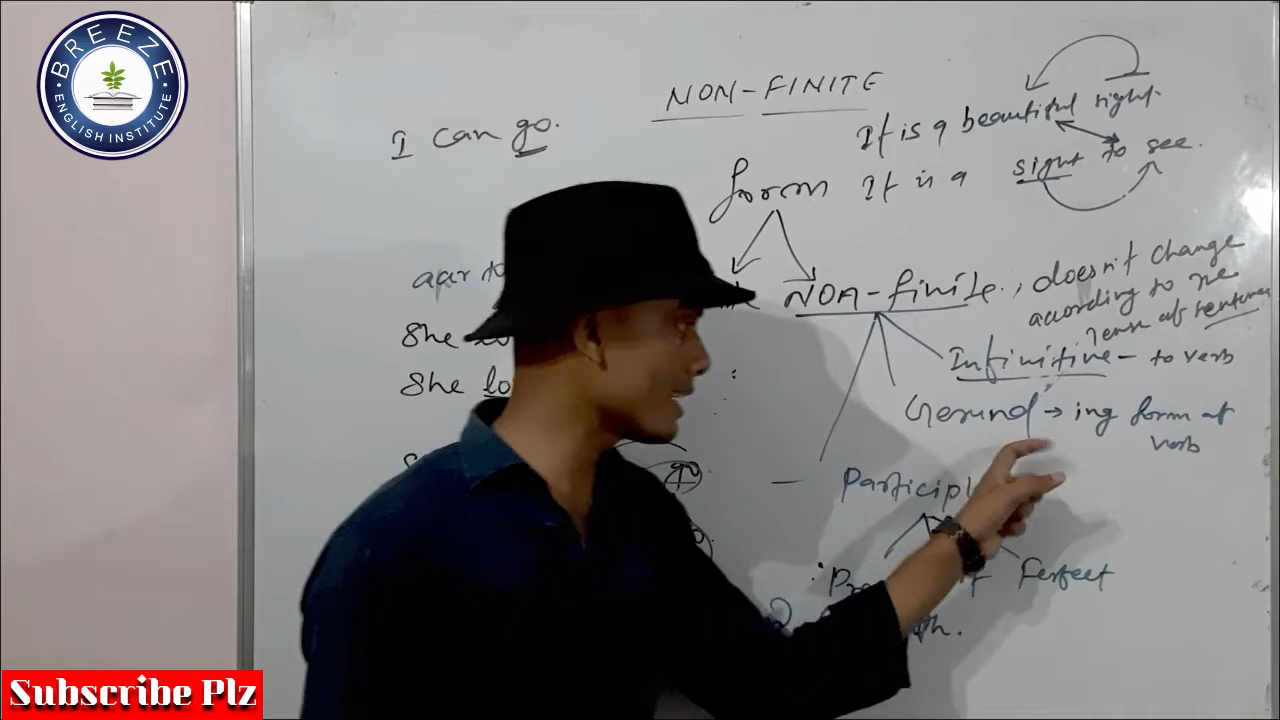 BREEZE
ENGLISH INSTITUTE
NON-FINITE
I can go.
It is a beautiful sight.
form
It is a sight to see.
NON-finite., doesn't change
according to the
tense of sentence
She
She lo
Infinitive - to verb
Gerund → ing form of
verb
Participl
Perfect
Subscribe Plz